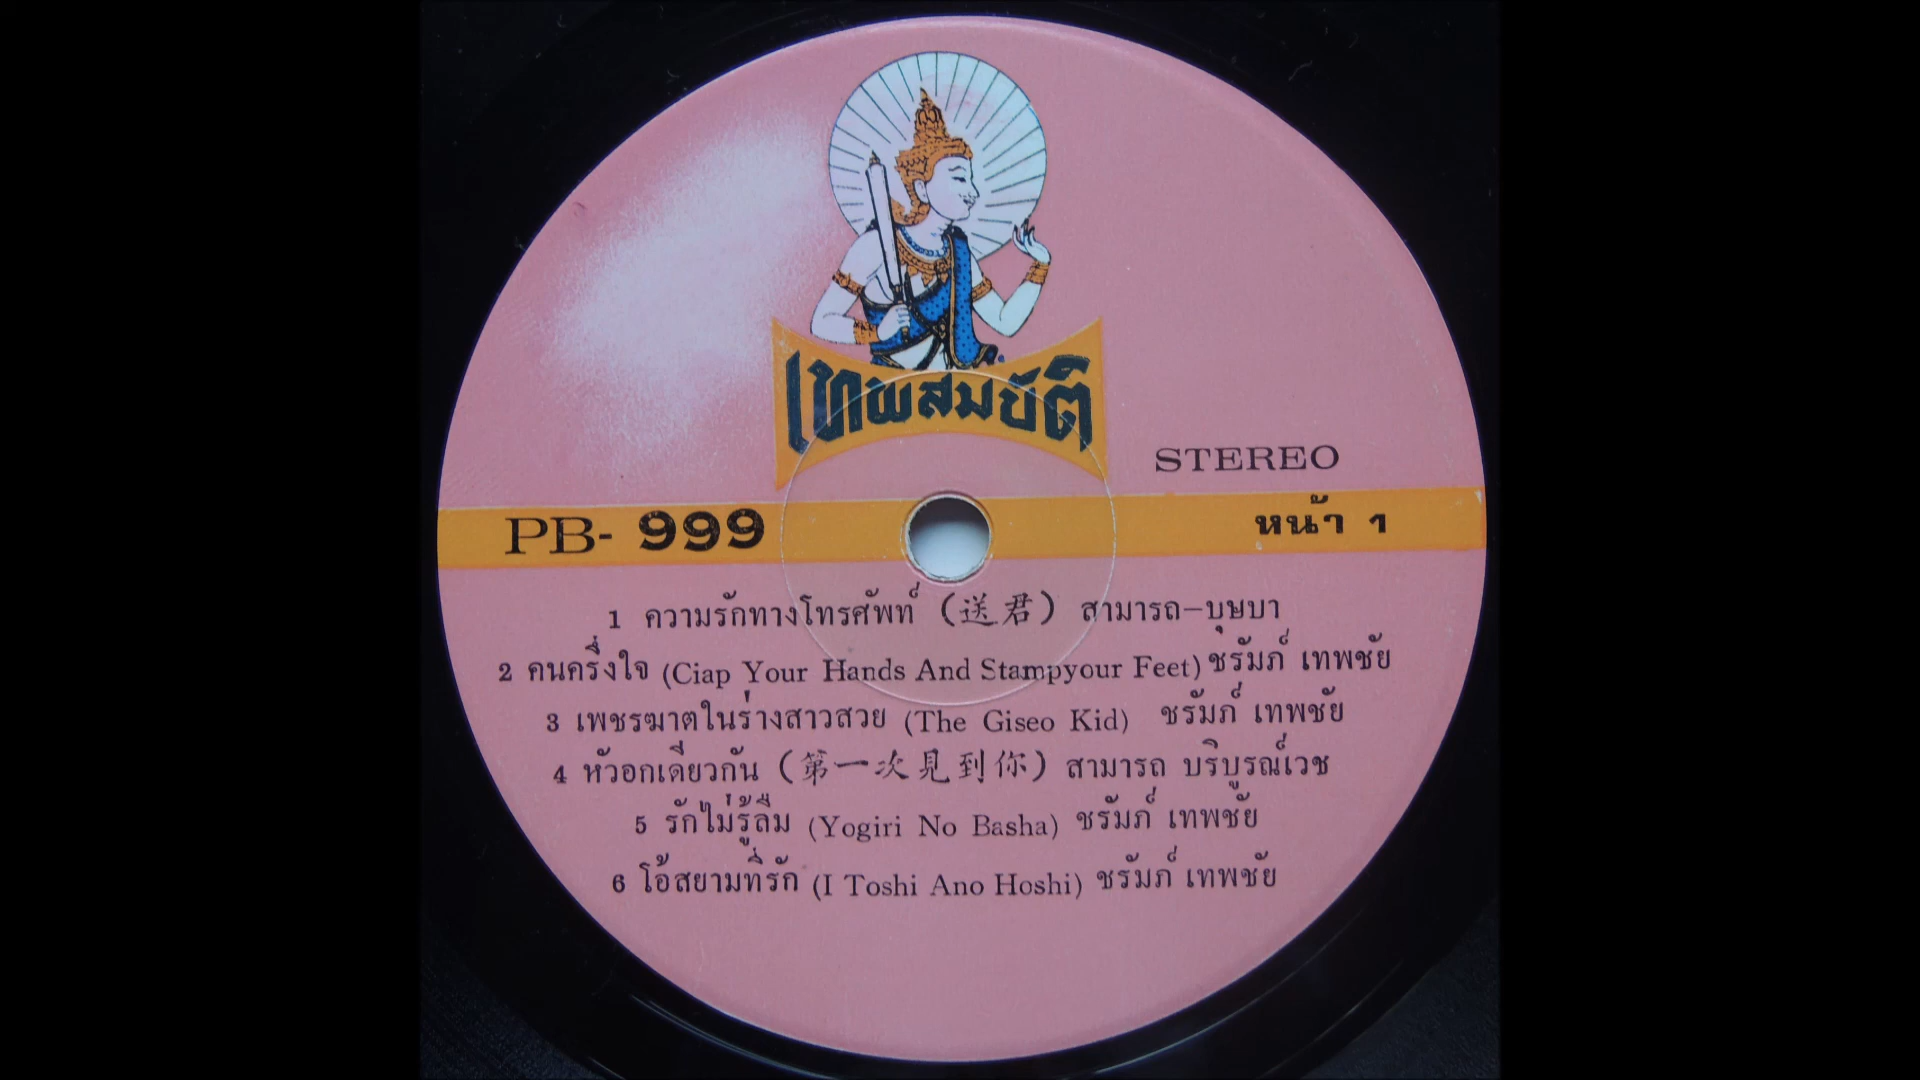 เทพสมบัติ
STEREO
PB- 999
หน้า 1
1 ความรักทางโทรศัพท์ (送君) สามารถ-บุษบา
2 คนครึ่งใจ (Ciap Your Hands And Stampyour Feet) ชรัมภ์ เทพชัย
3 เพชรฆาตในร่างสาวสวย (The Giseo Kid) ชรัมภ์ เทพชัย
4 หัวอกเดียวกัน (第一次見到你) สามารถ บริบูรณ์เวช
5 รักไม่รู้ลืม (Yogiri No Basha) ชรัมภ์ เทพชัย
6 โอ้สยามที่รัก (I Toshi Ano Hoshi) ชรัมภ์ เทพชัย